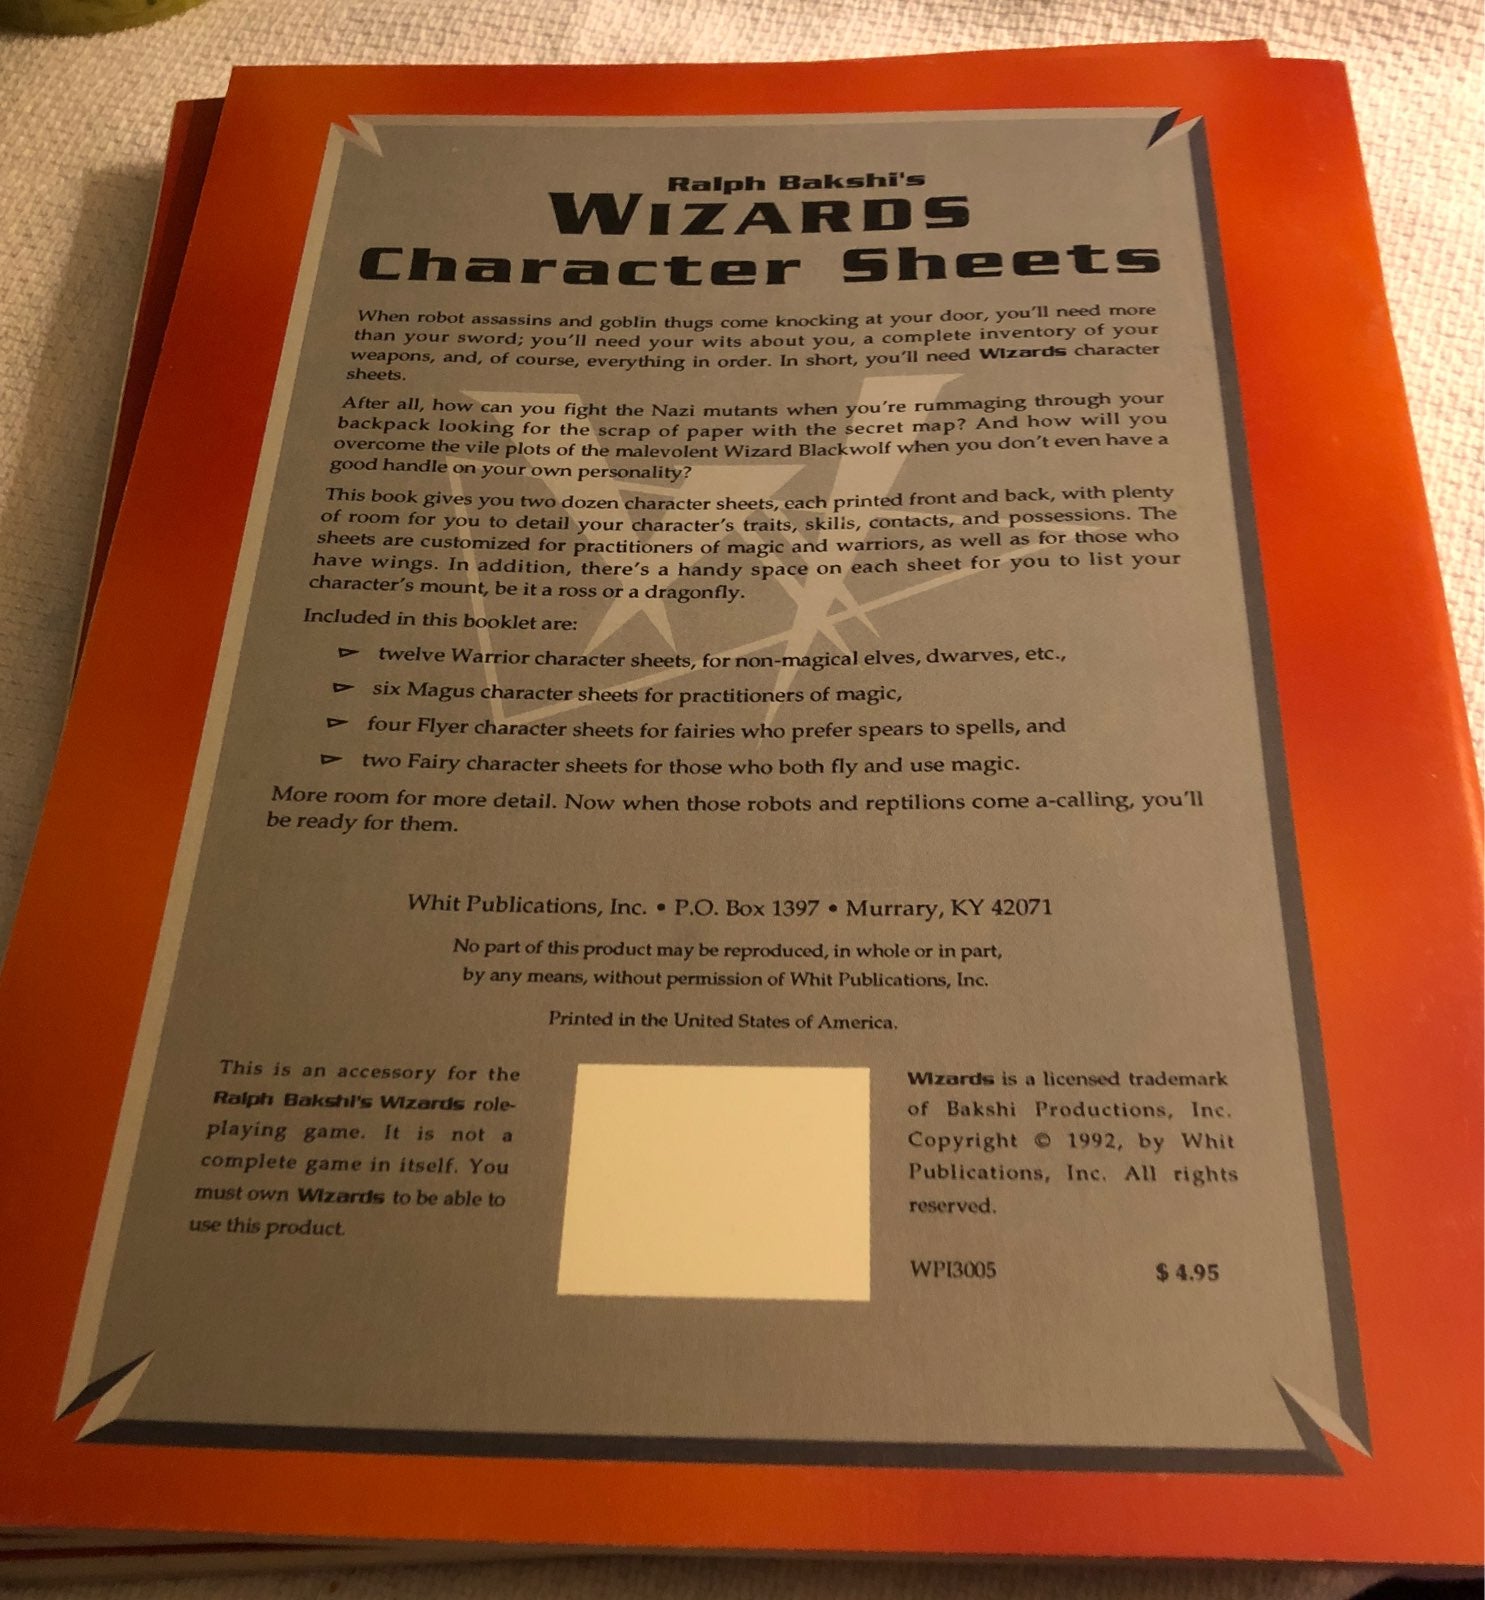 Ralph Bakshi's
WIZARDS
Character Sheets
When robot assassins and goblin thugs come knocking at your door, you'll need more
than your sword; you'll need your wits about you, a complete inventory of your
weapons, and, of course, everything in order. In short, you'll need Wizards character
sheets.
After all, how can you fight the Nazi mutants when you're rummaging through your
backpack looking for the scrap of paper with the secret map? And how will you
overcome the vile plots of the malevolent Wizard Blackwolf when you don't even have a
good handle on your own personality?
This book gives you two dozen character sheets, each printed front and back, with plenty
of room for you to detail your character's traits, skills, contacts, and possessions. The
sheets are customized for practitioners of magic and warriors, as well as for those who
have wings. In addition, there's a handy space on each sheet for you to list your
character's mount, be it a ross or a dragonfly.
Included in this booklet are:
twelve Warrior character sheets, for non-magical elves, dwarves, etc.,
six Magus character sheets for practitioners of magic,
four Flyer character sheets for fairies who prefer spears to spells, and
two Fairy character sheets for those who both fly and use magic.
More room for more detail. Now when those robots and reptilions come a-calling, you'll
be ready for them.
Whit Publications, Inc. • P.O. Box 1397 • Murrary, KY 42071
No part of this product may be reproduced, in whole or in part,
by any means, without permission of Whit Publications, Inc.
Printed in the United States of America.
This is an accessory for the
Ralph Bakshi's Wizards role-
playing game. It is not a
complete game in itself. You
must own Wizards to be able to
use this product.
Wizards is a licensed trademark
of Bakshi Productions, Inc.
Copyright © 1992, by Whit
Publications, Inc. All rights
reserved.
WPI3005 $ 4.95